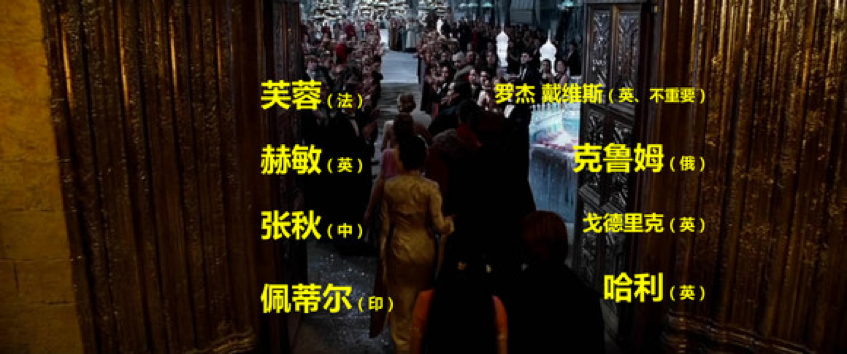 芙蓉（法） 罗杰 戴维斯（英、不重要）
赫敏（英） 克鲁姆（俄）
张秋（中） 戈德里克（英）
佩蒂尔（印） 哈利（英）